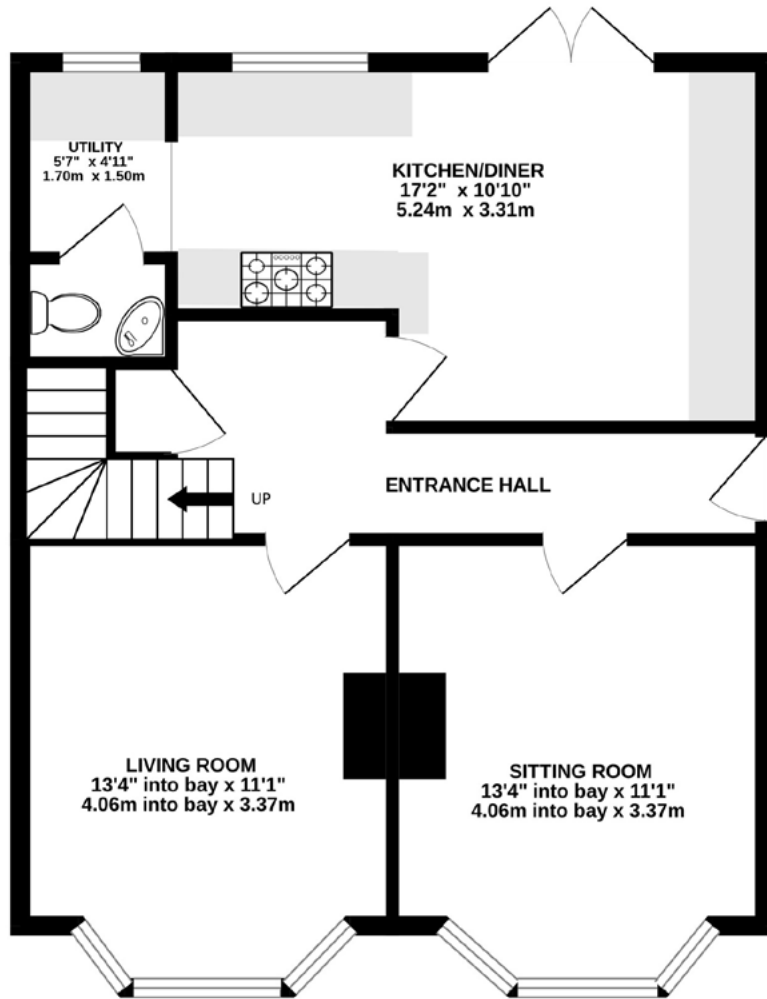 UTILITY
5'7" x 4'11"
1.70m x 1.50m
KITCHEN/DINER
17'2" x 10'10"
5.24m x 3.31m
ENTRANCE HALL
UP
LIVING ROOM
13'4" into bay x 11'1"
4.06m into bay x 3.37m
SITTING ROOM
13'4" into bay x 11'1"
4.06m into bay x 3.37m